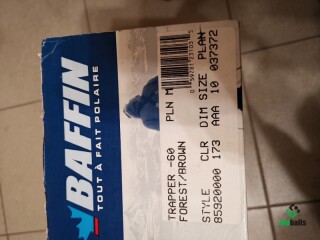 BAFFIN
TOUT À FAIT POLAIRE
TRAPPER -60 PLN M
FOREST/BROWN
STYLE CLR DIM SIZE PLAN
85920000 173 AAA 10 037372